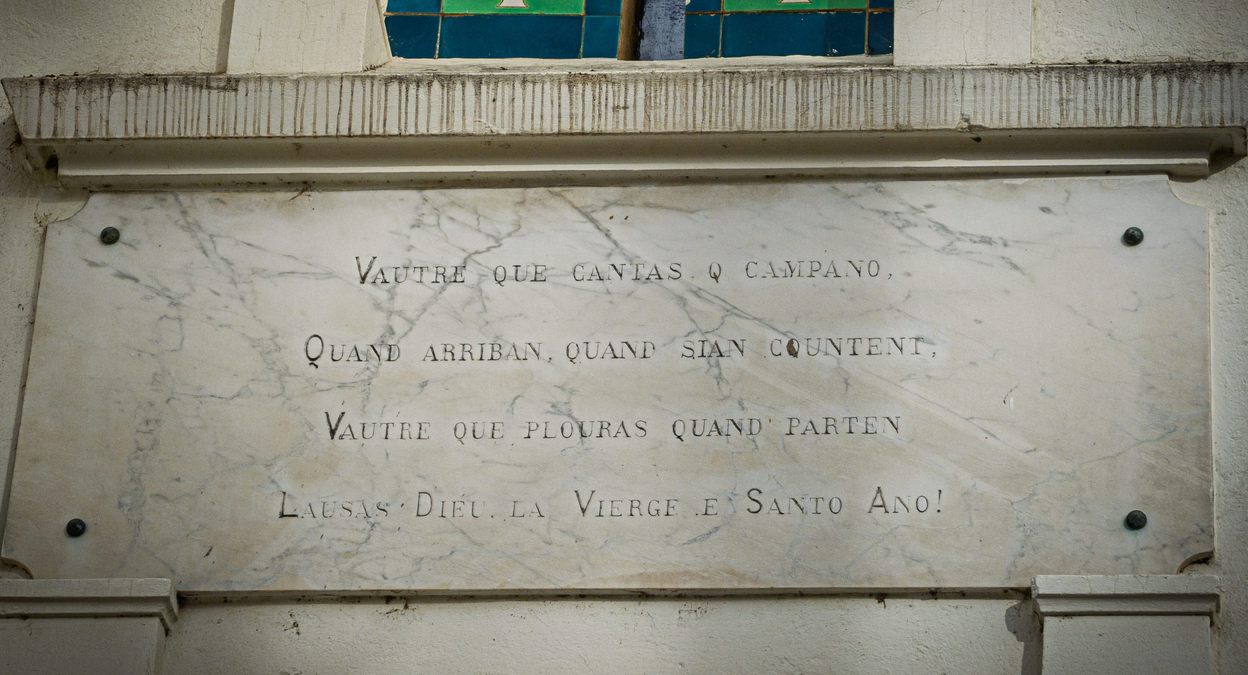 Vautre que cantas Q campano,
Quand arriban, quand sian countent,
Vautre que plouras quand parten
Lausas Diéu la Vierge e Santo Ano!